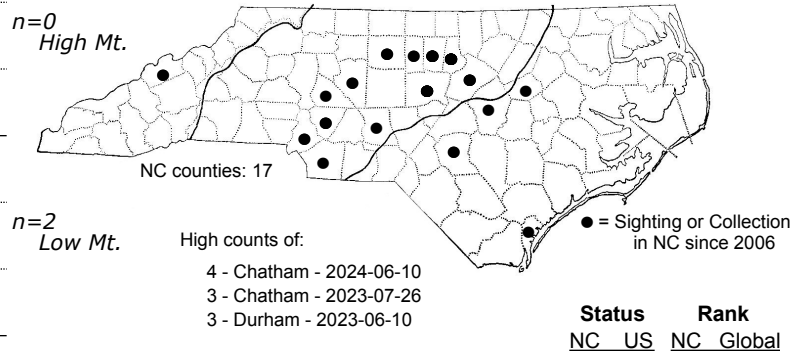 n=0
High Mt.
NC counties: 17
n=2
Low Mt.
● = Sighting or Collection
in NC since 2006
High counts of:
4 - Chatham - 2024-06-10
3 - Chatham - 2023-07-26
3 - Durham - 2023-06-10
Status Rank
NC US NC Global